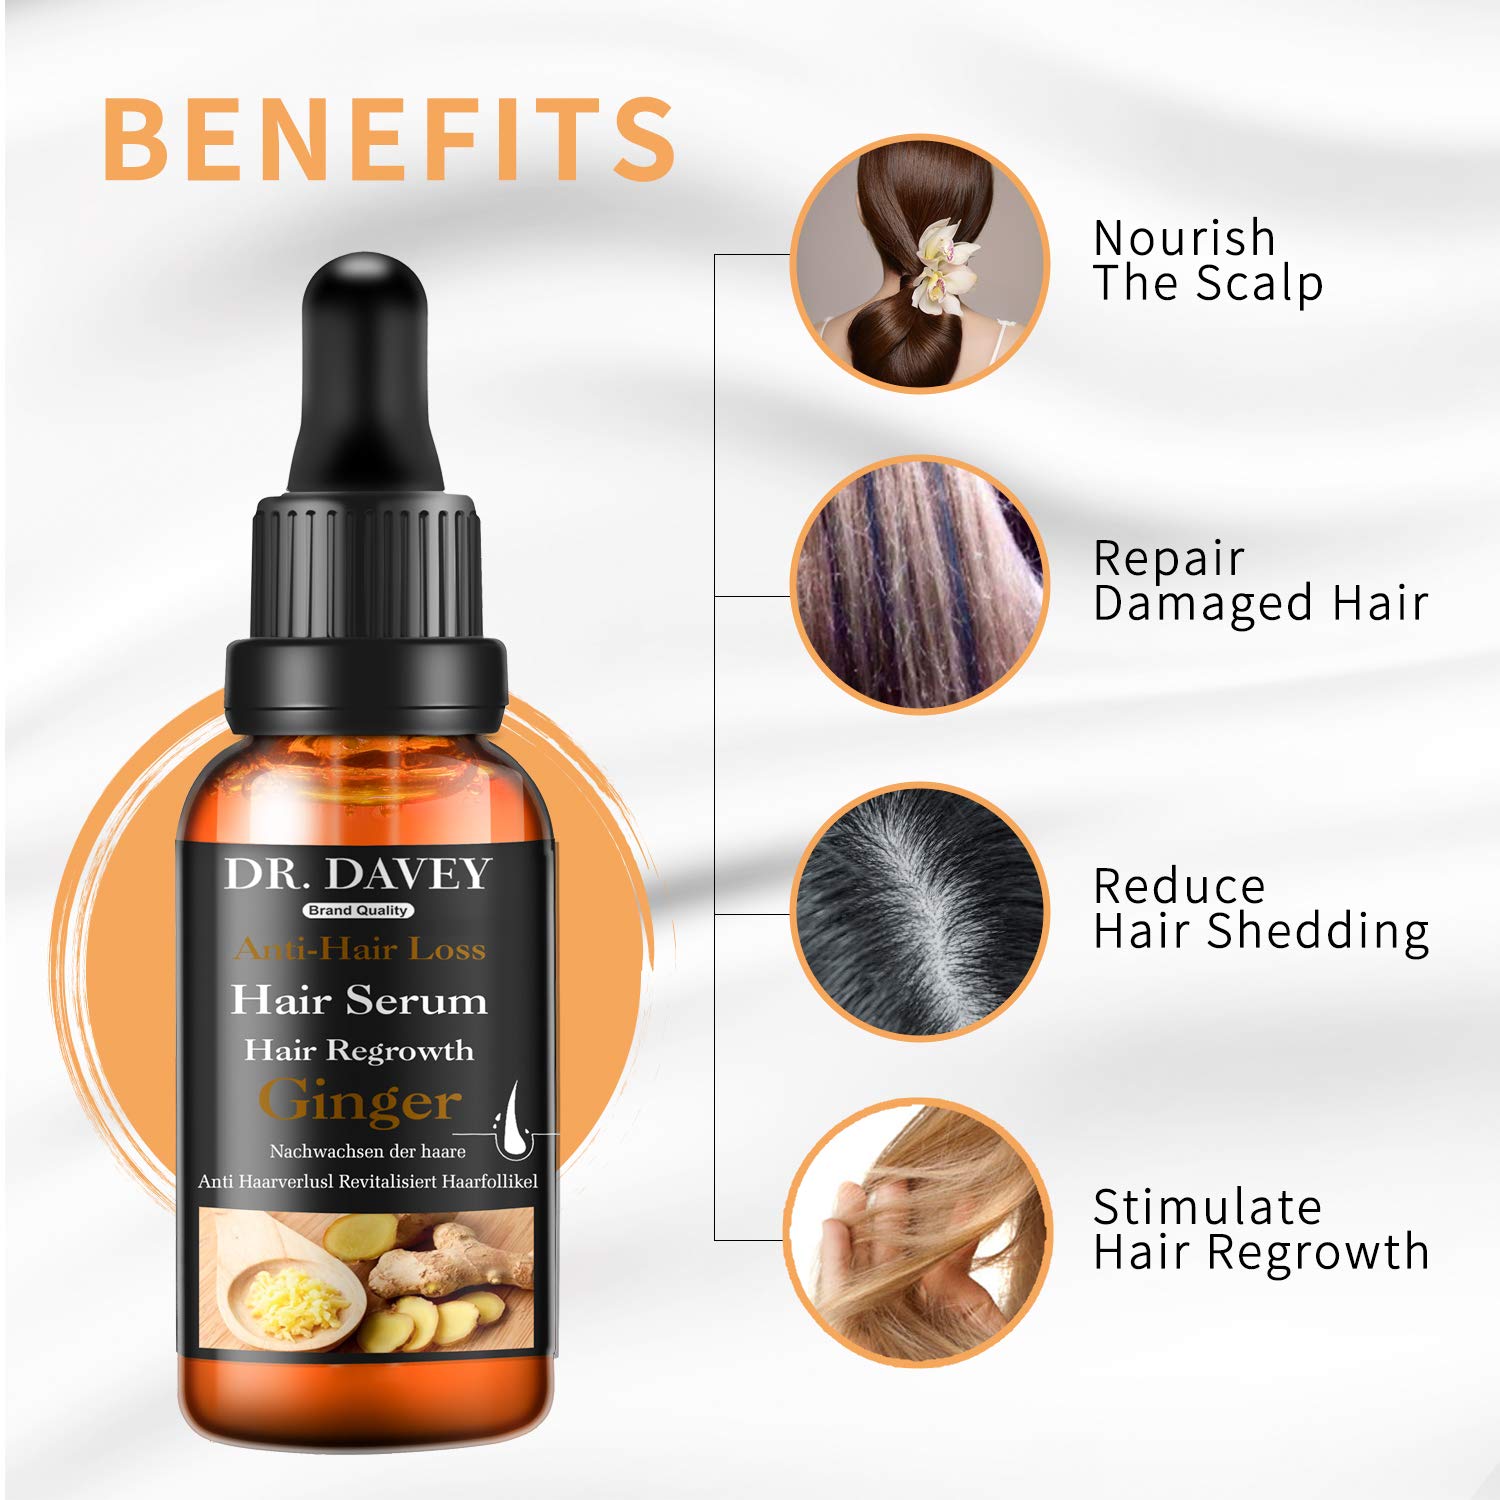 BENEFITS
DR. DAVEY
Brand Quality
Anti-Hair Loss
Hair Serum
Hair Regrowth
Ginger
Nachwachsen der haare
Anti Haarverlusl Revitalisiert Haarfollikel
Nourish
The Scalp
Repair
Damaged Hair
Reduce
Hair Shedding
Stimulate
Hair Regrowth